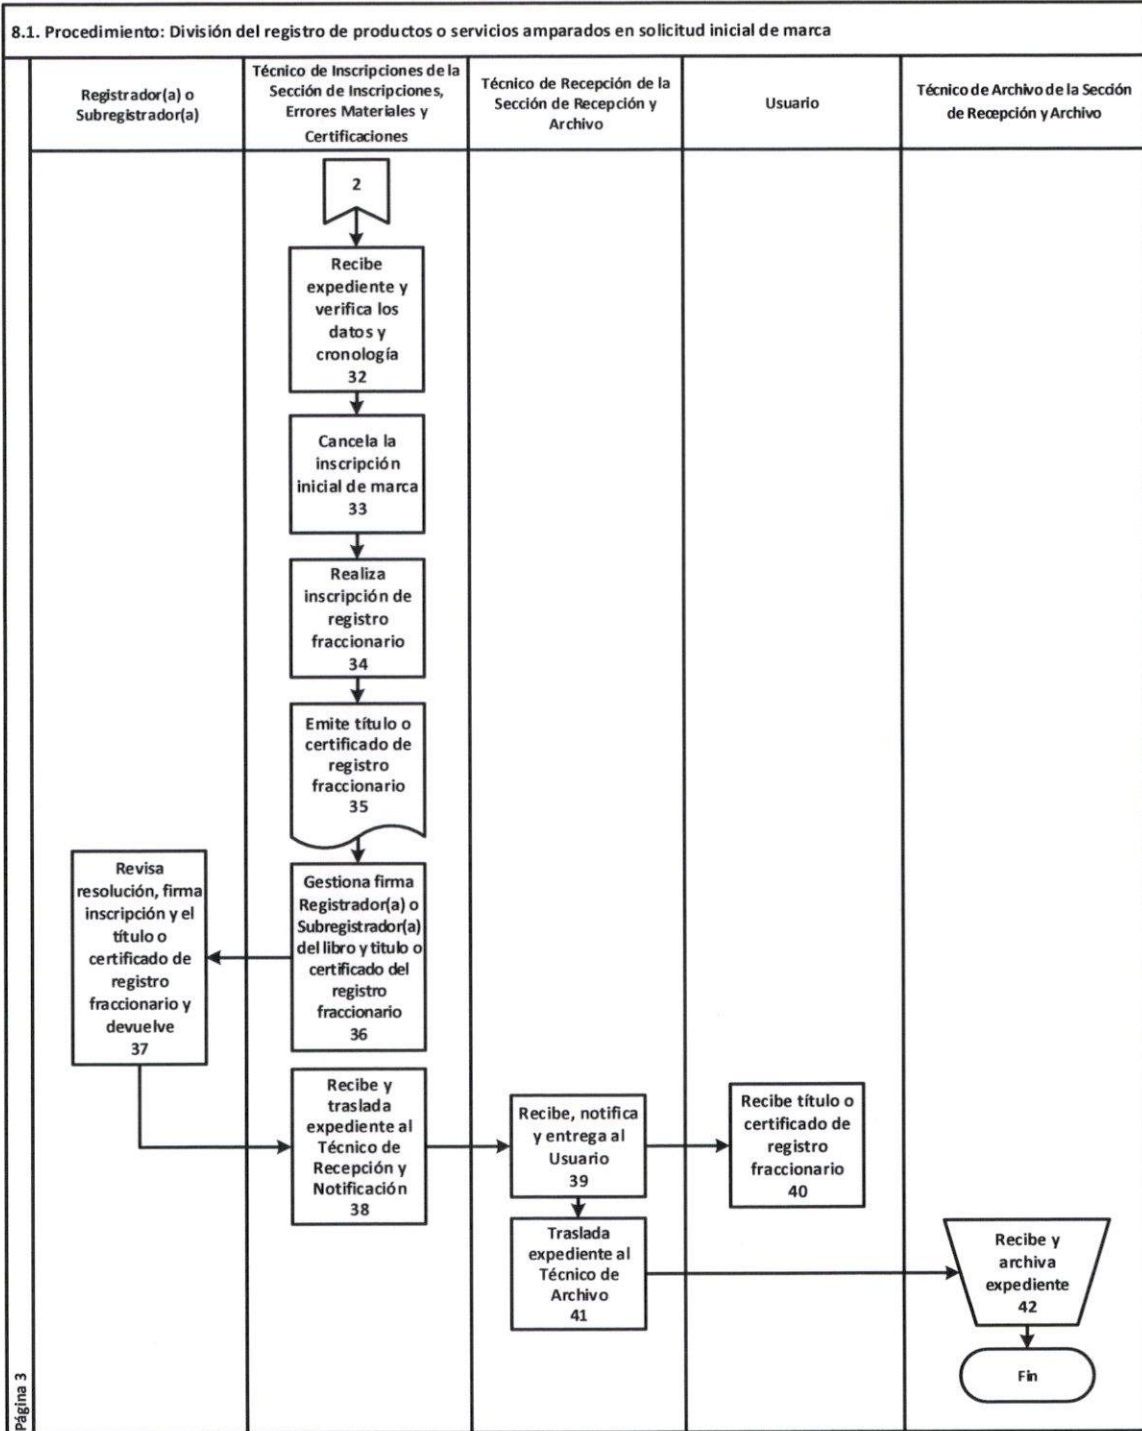 8.1. Procedimiento: División del registro de productos o servicios amparados en solicitud inicial de marca
Registrador(a) o
Subregistrador(a)
Técnico de Inscripciones de la
Sección de Inscripciones,
Errores Materiales y
Certificaciones
Técnico de Recepción de la
Sección de Recepción y
Archivo
Usuario
Técnico de Archivo de la Sección
de Recepción y Archivo
2
Recibe
expediente y
verifica los
datos y
cronología
32
Cancela la
inscripción
inicial de marca
33
Realiza
inscripción de
registro
fraccionario
34
Emite título o
certificado de
registro
fraccionario
35
Gestiona firma
Registrador(a) o
Subregistrador(a)
del libro y titulo o
certificado del
registro
fraccionario
36
Revisa
resolución, firma
inscripción y el
título o
certificado de
registro
fraccionario y
devuelve
37
Recibe y
traslada
expediente al
Técnico de
Recepción y
Notificación
38
Recibe, notifica
y entrega al
Usuario
39
Recibe título o
certificado de
registro
fraccionario
40
Traslada
expediente al
Técnico de
Archivo
41
Recibe y
archiva
expediente
42
Fin
Página 3